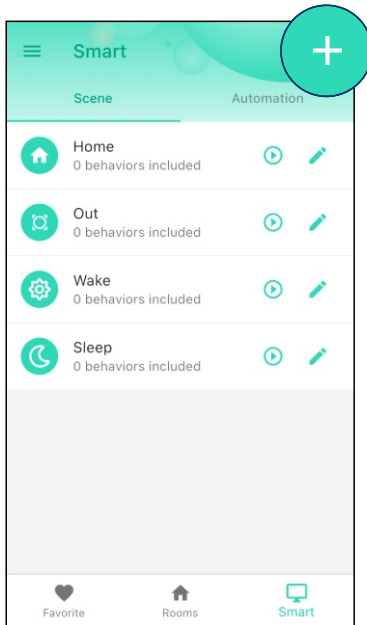 Smart
Scene Automation
Home
0 behaviors included
Out
0 behaviors included
Wake
0 behaviors included
Sleep
0 behaviors included
Favorite Rooms Smart